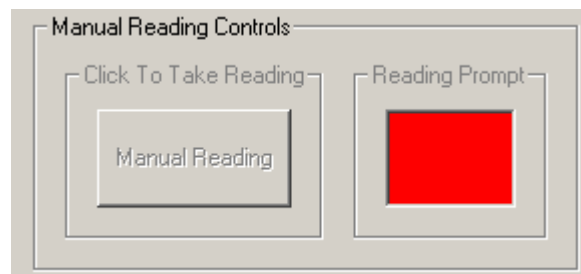 Manual Reading Controls
Click To Take Reading
Reading Prompt
Manual Reading